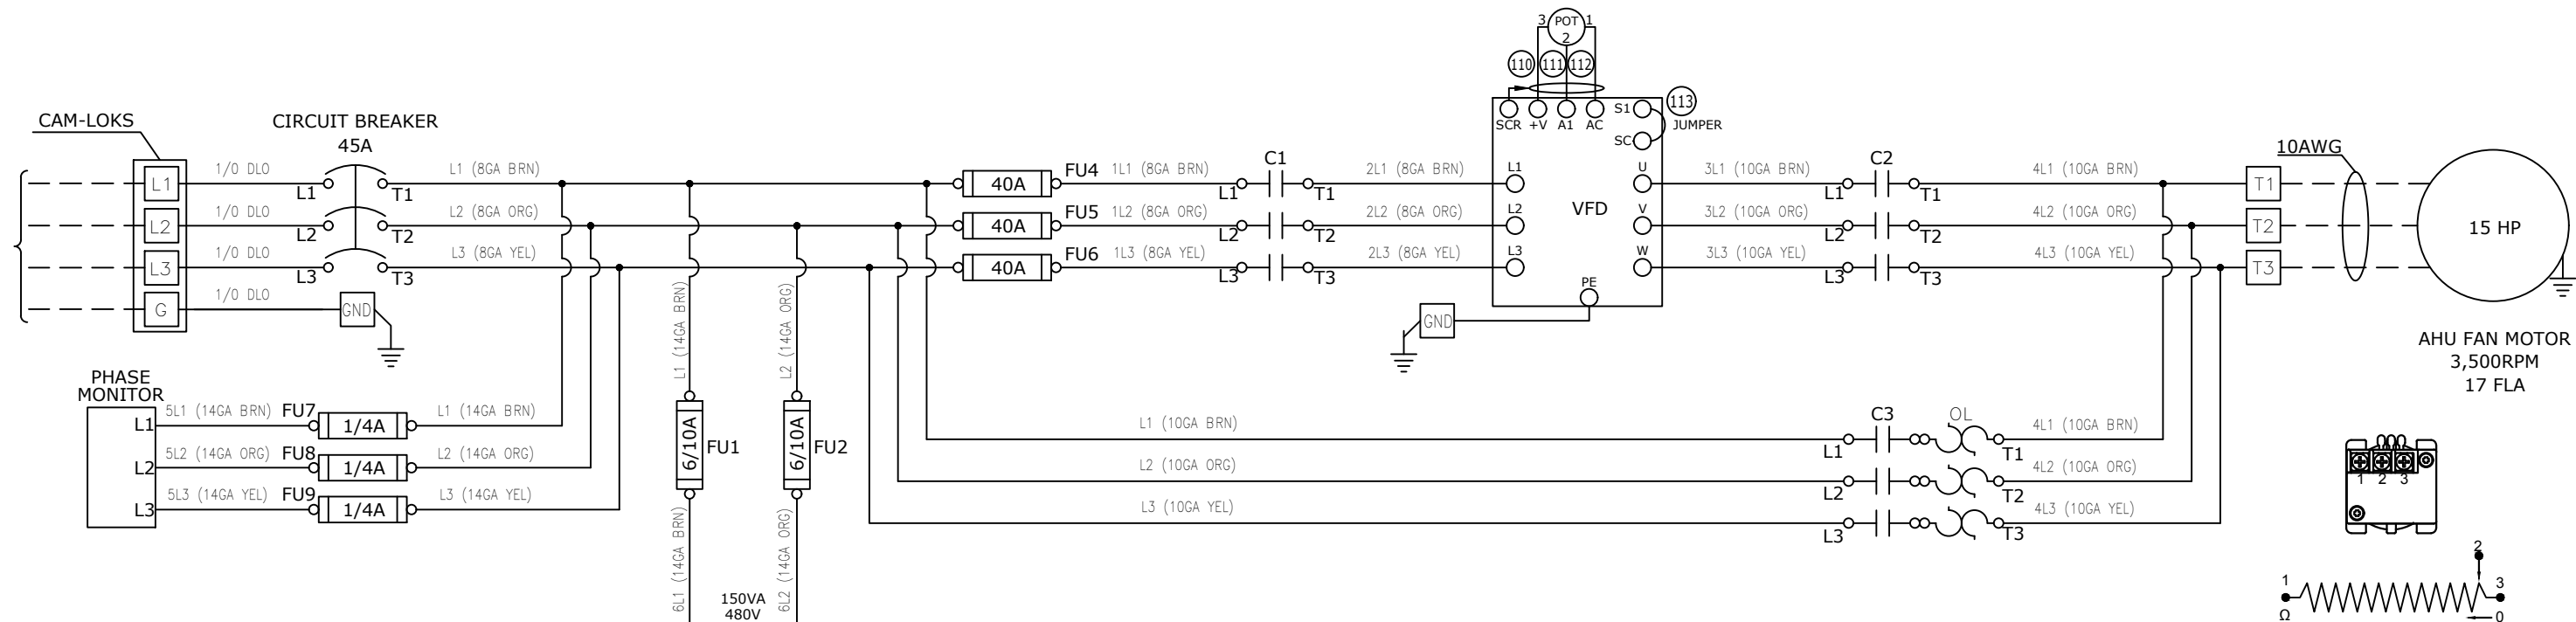 3 POT 1
2
110 111 112
CAM-LOKS
CIRCUIT BREAKER
45A
SCR +V A1 AC
S1
113
JUMPER
SC
L1
1/0 DLO
L1
T1
L1 (8GA BRN)
40A
FU4
1L1 (8GA BRN)
L1
C1
T1
2L1 (8GA BRN)
L1
U
3L1 (10GA BRN)
L1
C2
T1
4L1 (10GA BRN)
10AWG
T1
L2
1/0 DLO
L2
T2
L2 (8GA ORG)
40A
FU5
1L2 (8GA ORG)
L2
T2
2L2 (8GA ORG)
L2
VFD
V
3L2 (10GA ORG)
L2
T2
4L2 (10GA ORG)
T2
15 HP
L3
1/0 DLO
L3
T3
L3 (8GA YEL)
40A
FU6
1L3 (8GA YEL)
L3
T3
2L3 (8GA YEL)
L3
W
3L3 (10GA YEL)
L3
T3
4L3 (10GA YEL)
T3
G
1/0 DLO
GND
PE
GND
AHU FAN MOTOR
3,500RPM
17 FLA
L1 (14GA BRN)
L2 (14GA ORG)
PHASE
MONITOR
L1
5L1 (14GA BRN)
FU7
1/4A
L1 (14GA BRN)
L2
5L2 (14GA ORG)
FU8
1/4A
L2 (14GA ORG)
L3
5L3 (14GA YEL)
FU9
1/4A
L3 (14GA YEL)
6/10A
FU1
6/10A
FU2
L1 (10GA BRN)
L1
C3
OL
T1
4L1 (10GA BRN)
L2 (10GA ORG)
L2
T2
4L2 (10GA ORG)
L3 (10GA YEL)
L3
T3
4L3 (10GA YEL)
1 2 3
6L1 (14GA BRN)
6L2 (14GA ORG)
150VA
480V
2
1
3
Ω
0